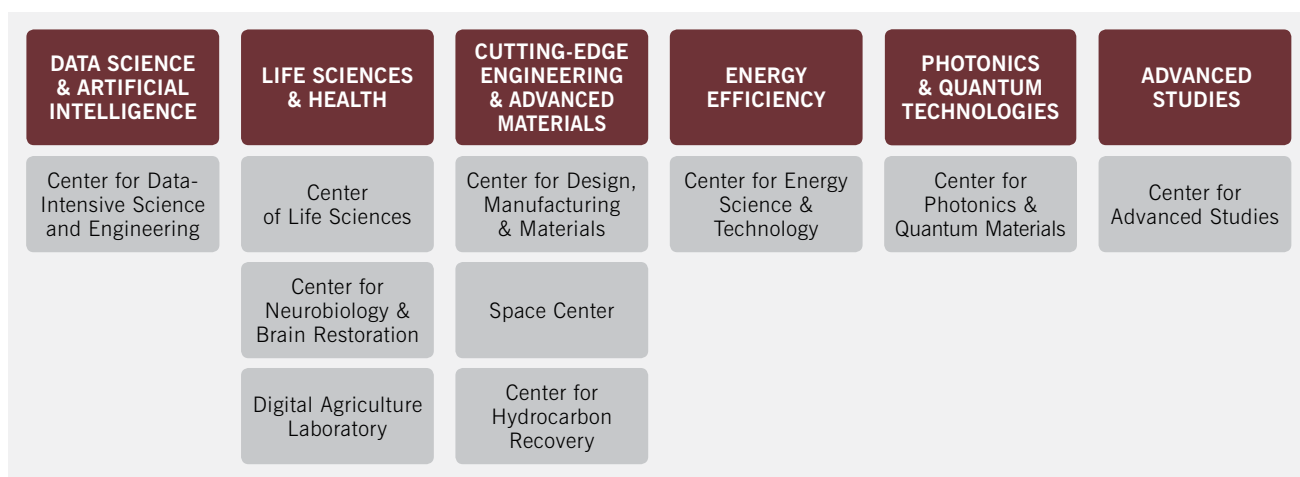 DATA SCIENCE
& ARTIFICIAL
INTELLIGENCE
LIFE SCIENCES
& HEALTH
CUTTING-EDGE
ENGINEERING
& ADVANCED
MATERIALS
ENERGY
EFFICIENCY
PHOTONICS
& QUANTUM
TECHNOLOGIES
ADVANCED
STUDIES
Center for Data-
Intensive Science
and Engineering
Center
of Life Sciences
Center for Design,
Manufacturing
& Materials
Center for Energy
Science &
Technology
Center for
Photonics &
Quantum Materials
Center for
Advanced Studies
Center for
Neurobiology &
Brain Restoration
Space Center
Digital Agriculture
Laboratory
Center for
Hydrocarbon
Recovery